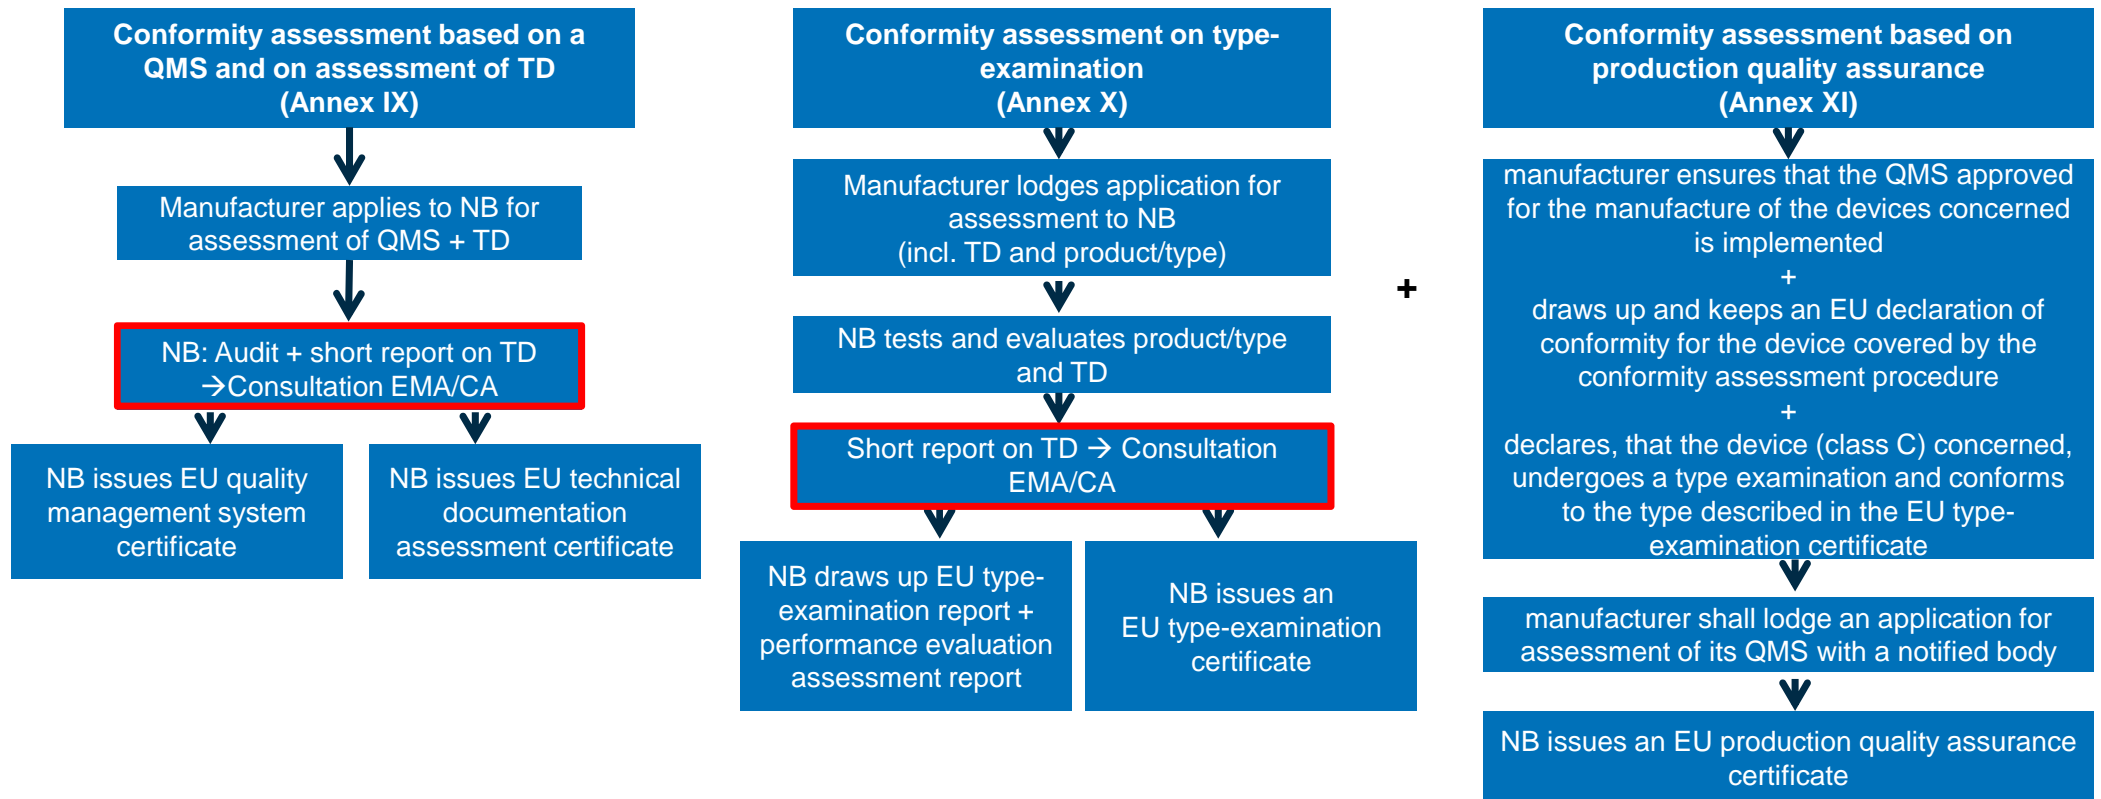 Conformity assessment based on a
QMS and on assessment of TD
(Annex IX)
Manufacturer applies to NB for
assessment of QMS + TD
NB: Audit + short report on TD
→Consultation EMA/CA
NB issues EU quality
management system
certificate
NB issues EU technical
documentation
assessment certificate
Conformity assessment on type-
examination
(Annex X)
Manufacturer lodges application for
assessment to NB
(incl. TD and product/type)
NB tests and evaluates product/type
and TD
Short report on TD → Consultation
EMA/CA
NB draws up EU type-
examination report +
performance evaluation
assessment report
NB issues an
EU type-examination
certificate
+
Conformity assessment based on
production quality assurance
(Annex XI)
manufacturer ensures that the QMS approved
for the manufacture of the devices concerned
is implemented
+
draws up and keeps an EU declaration of
conformity for the device covered by the
conformity assessment procedure
+
declares, that the device (class C) concerned,
undergoes a type examination and conforms
to the type described in the EU type-
examination certificate
manufacturer shall lodge an application for
assessment of its QMS with a notified body
NB issues an EU production quality assurance
certificate